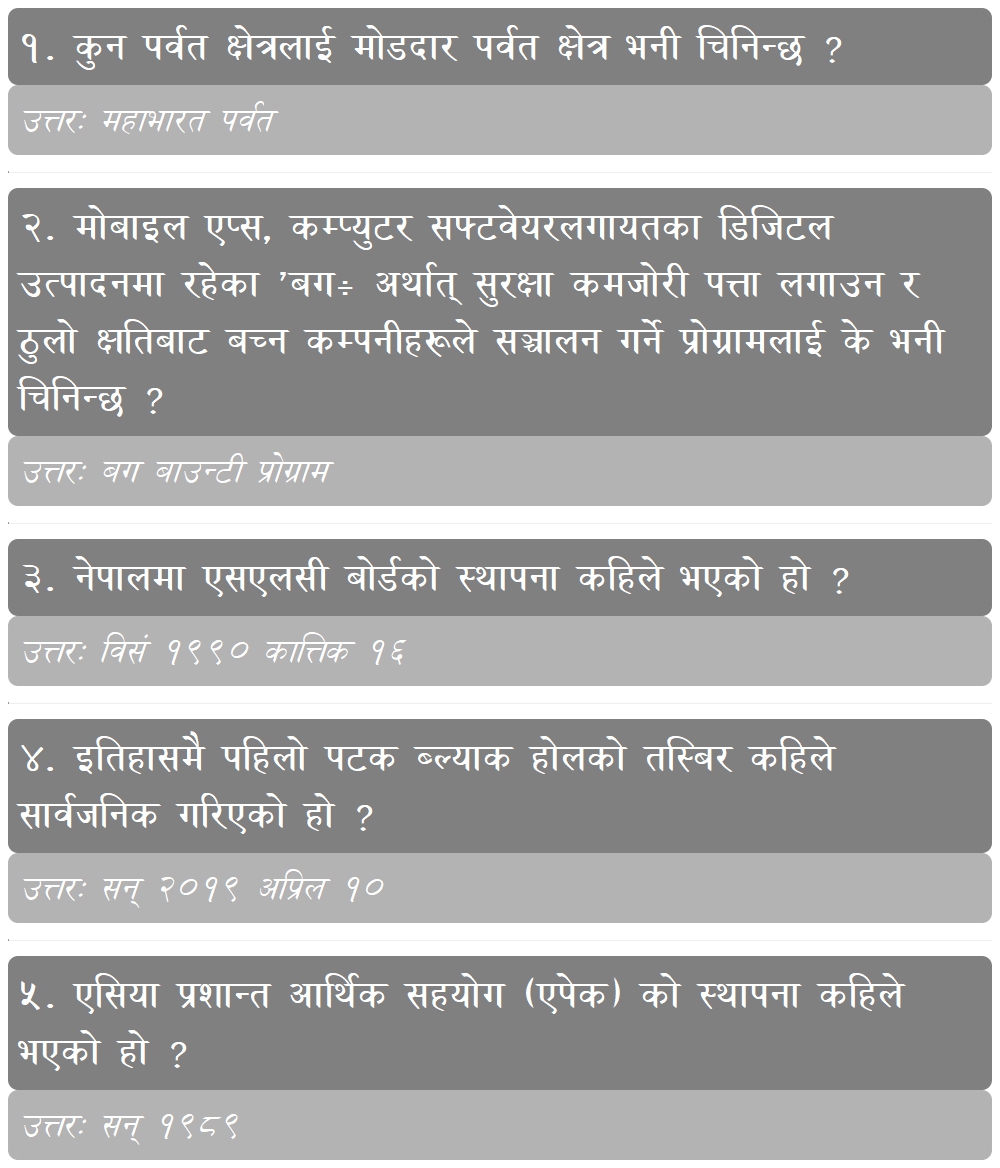 १. कुन पर्वत क्षेत्रलाई मोडदार पर्वत क्षेत्र भनी चिनिन्छ ?
उत्तरः महाभारत पर्वत
२. मोबाइल एप्स, कम्प्युटर सफ्टवेयरलगायतका डिजिटल
उत्पादनमा रहेका ’बग÷ अर्थात् सुरक्षा कमजोरी पत्ता लगाउन र
ठुलो क्षतिबाट बच्न कम्पनीहरूले सञ्चालन गर्ने प्रोग्रामलाई के भनी
चिनिन्छ ?
उत्तरः बग बाउन्टी प्रोग्राम
३. नेपालमा एसएलसी बोर्डको स्थापना कहिले भएको हो ?
उत्तरः विसं १९९० कात्तिक १६
४. इतिहासमै पहिलो पटक ब्ल्याक होलको तस्बिर कहिले
सार्वजनिक गरिएको हो ?
उत्तरः सन् २०१९ अप्रिल १०
५. एसिया प्रशान्त आर्थिक सहयोग (एपेक) को स्थापना कहिले
भएको हो ?
उत्तरः सन् १९८९